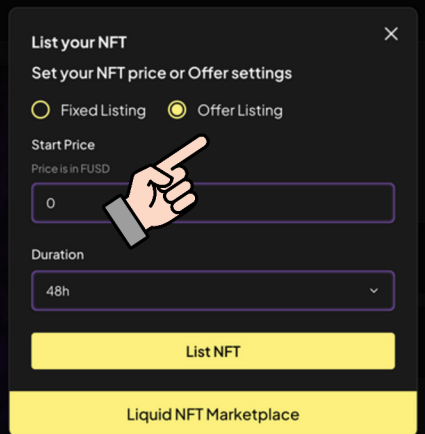 List your NFT
Set your NFT price or Offer settings
Fixed Listing Offer Listing
Start Price
Price is in FUSD
0
Duration
48h
List NFT
Liquid NFT Marketplace